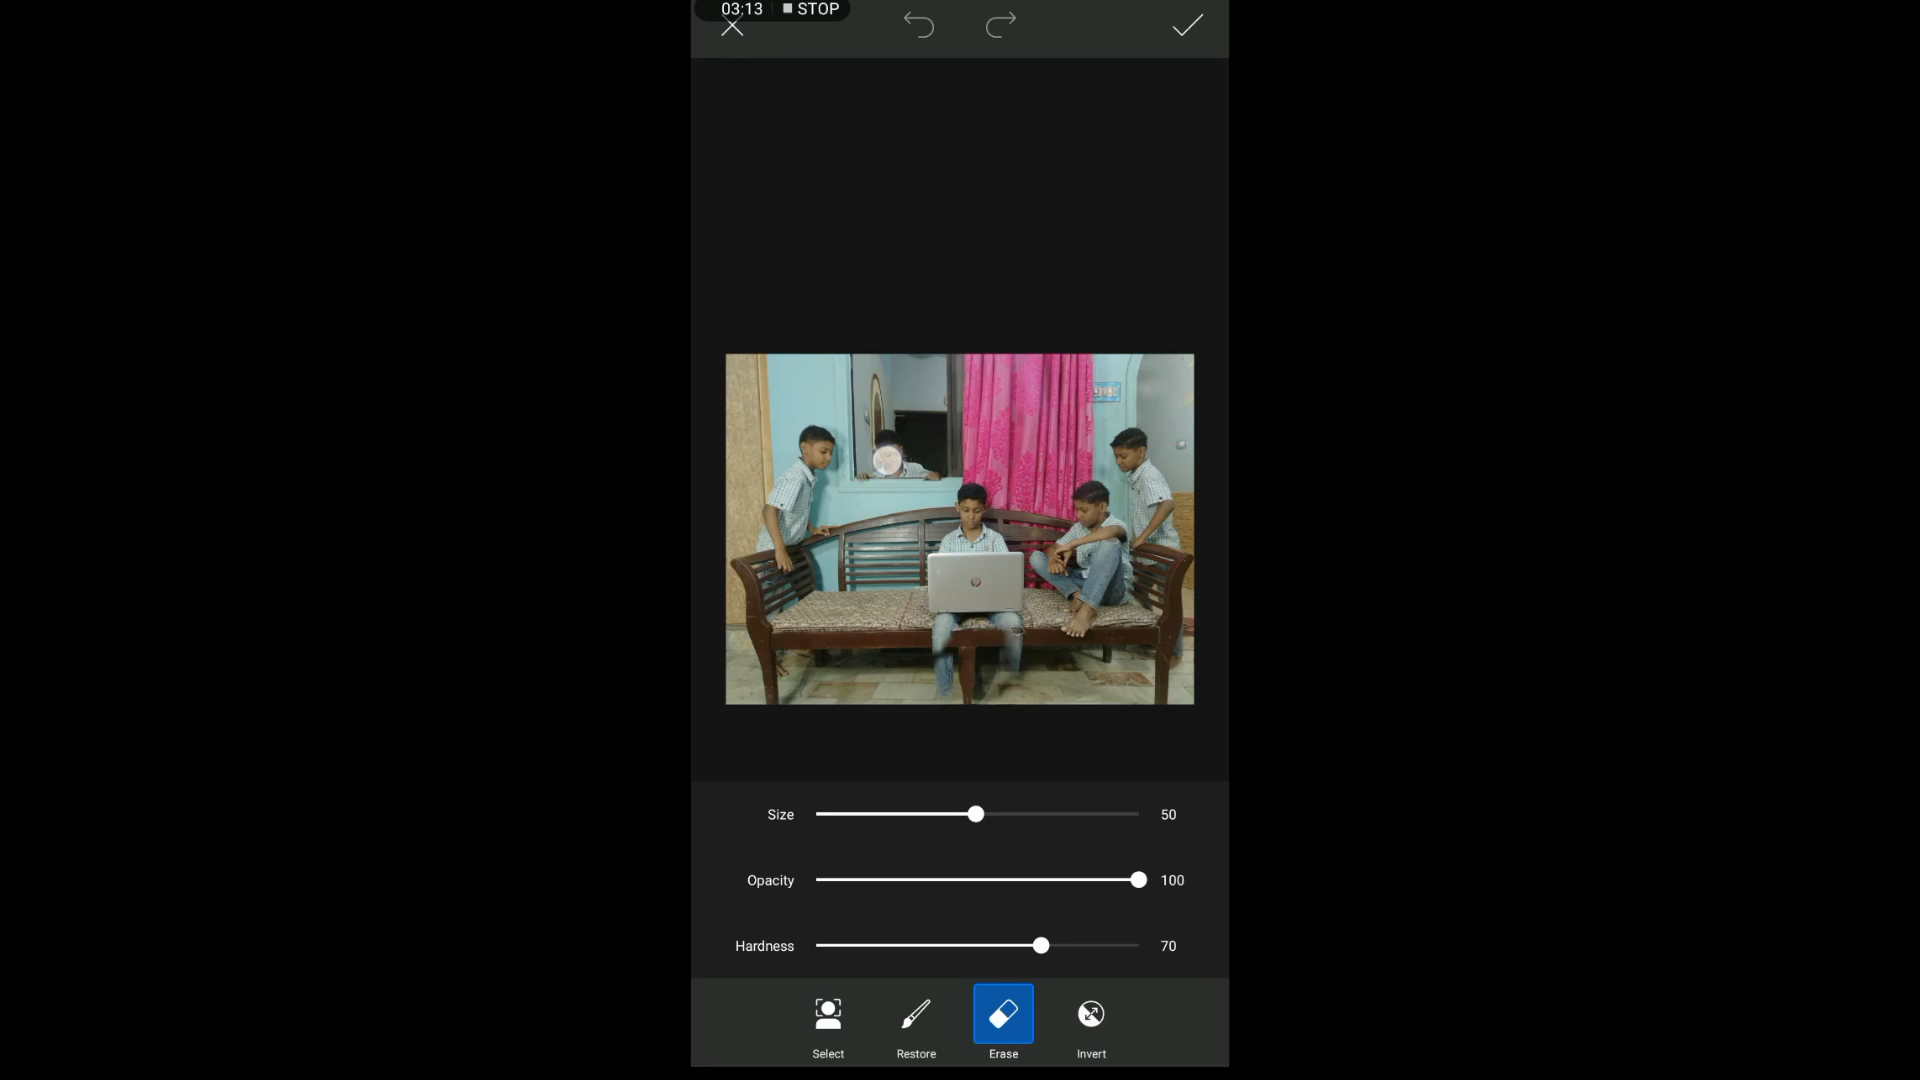 03:13 STOP
Size 50
Opacity 100
Hardness 70
Select Restore Erase Invert